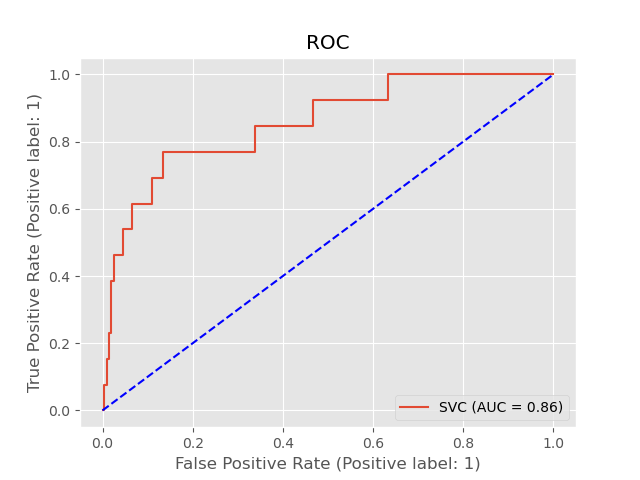 ROC
True Positive Rate (Positive label: 1)
1.0
0.8
0.6
0.4
0.2
0.0
SVC (AUC = 0.86)
0.0 0.2 0.4 0.6 0.8 1.0
False Positive Rate (Positive label: 1)